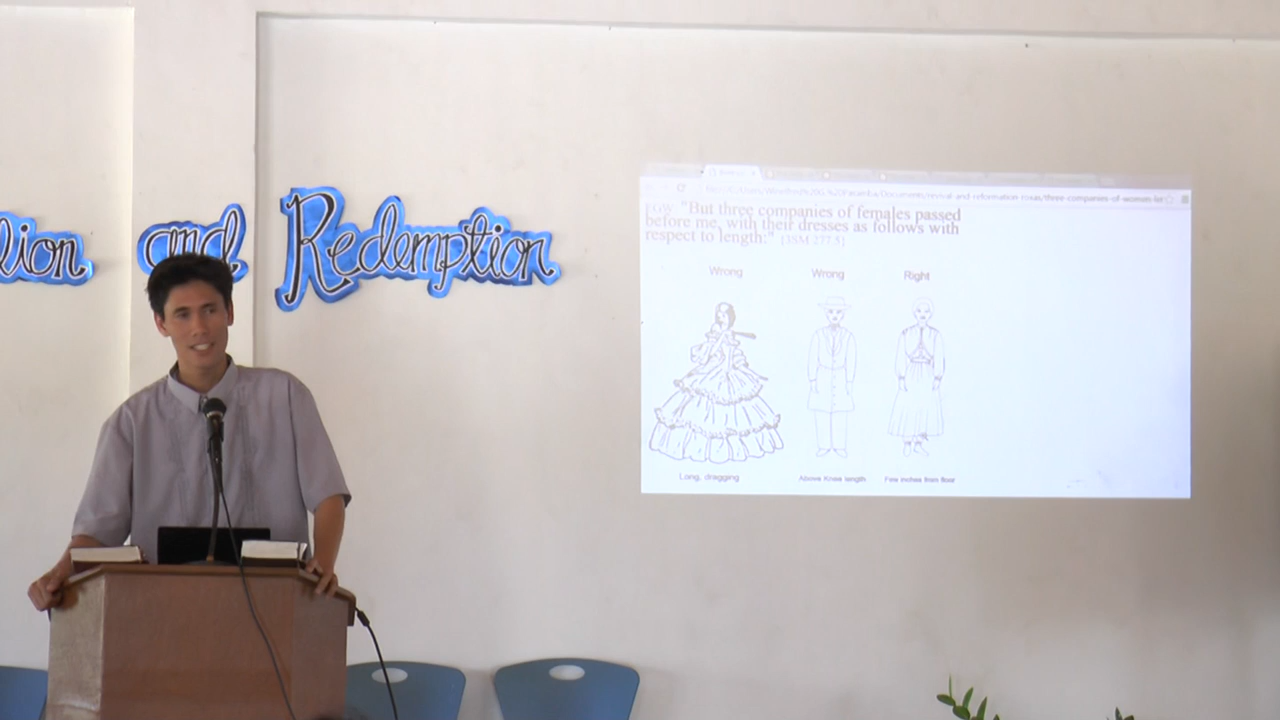 lion and Redemption
EGW "But three companies of females passed
before me, with their dresses as follows with
respect to length:" [3SM 277.5]
Wrong Wrong Right
Long, dragging Above Knee length Few inches from floor